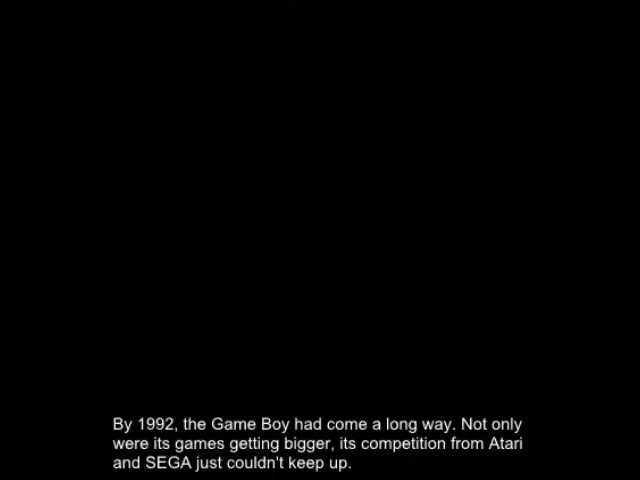 By 1992, the Game Boy had come a long way. Not only
were its games getting bigger, its competition from Atari
and SEGA just couldn't keep up.